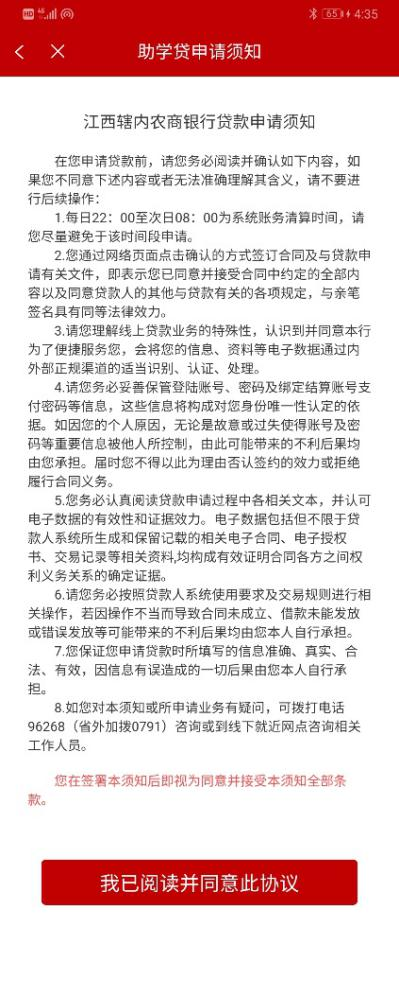 HD 4G 65 4:35
助学贷申请须知
江西辖内农商银行贷款申请须知
在您申请贷款前，请您务必阅读并确认如下内容，如
果您不同意下述内容或者无法准确理解其含义，请不要进
行后续操作：
1.每日22：00至次日08：00为系统账务清算时间，请
您尽量避免于该时间段申请。
2.您通过网络页面点击确认的方式签订合同及与贷款申
请有关文件，即表示您已同意并接受合同中约定的全部内
容以及同意贷款人的其他与贷款有关的各项规定，与亲笔
签名具有同等法律效力。
3.请您理解线上贷款业务的特殊性，认识到并同意本行
为了便捷服务您，会将您的信息、资料等电子数据通过内
外部正规渠道的适当识别、认证、处理。
4.请您务必妥善保管登陆账号、密码及绑定结算账号支
付密码等信息，这些信息将构成对您身份唯一性认定的依
据。如因您的个人原因，无论是故意或过失使得账号及密
码等重要信息被他人所控制，由此可能带来的不利后果均
由您承担。届时您不得以此为理由否认签约的效力或拒绝
履行合同义务。
5.您务必认真阅读贷款申请过程中各相关文本，并认可
电子数据的有效性和证据效力。电子数据包括但不限于贷
款人系统所生成和保留记载的相关电子合同、电子授权
书、交易记录等相关资料,均构成有效证明合同各方之间权
利义务关系的确定证据。
6.请您务必按照贷款人系统使用要求及交易规则进行相
关操作，若因操作不当而导致合同未成立、借款未能发放
或错误发放等可能带来的不利后果均由您本人自行承担。
7.您保证您申请贷款时所填写的信息准确、真实、合
法、有效，因信息有误造成的一切后果由您本人自行承
担。
8.如您对本须知或所申请业务有疑问，可拨打电话
96268（省外加拨0791）咨询或到线下就近网点咨询相关
工作人员。
您在签署本须知后即视为同意并接受本须知全部条
款。
我已阅读并同意此协议